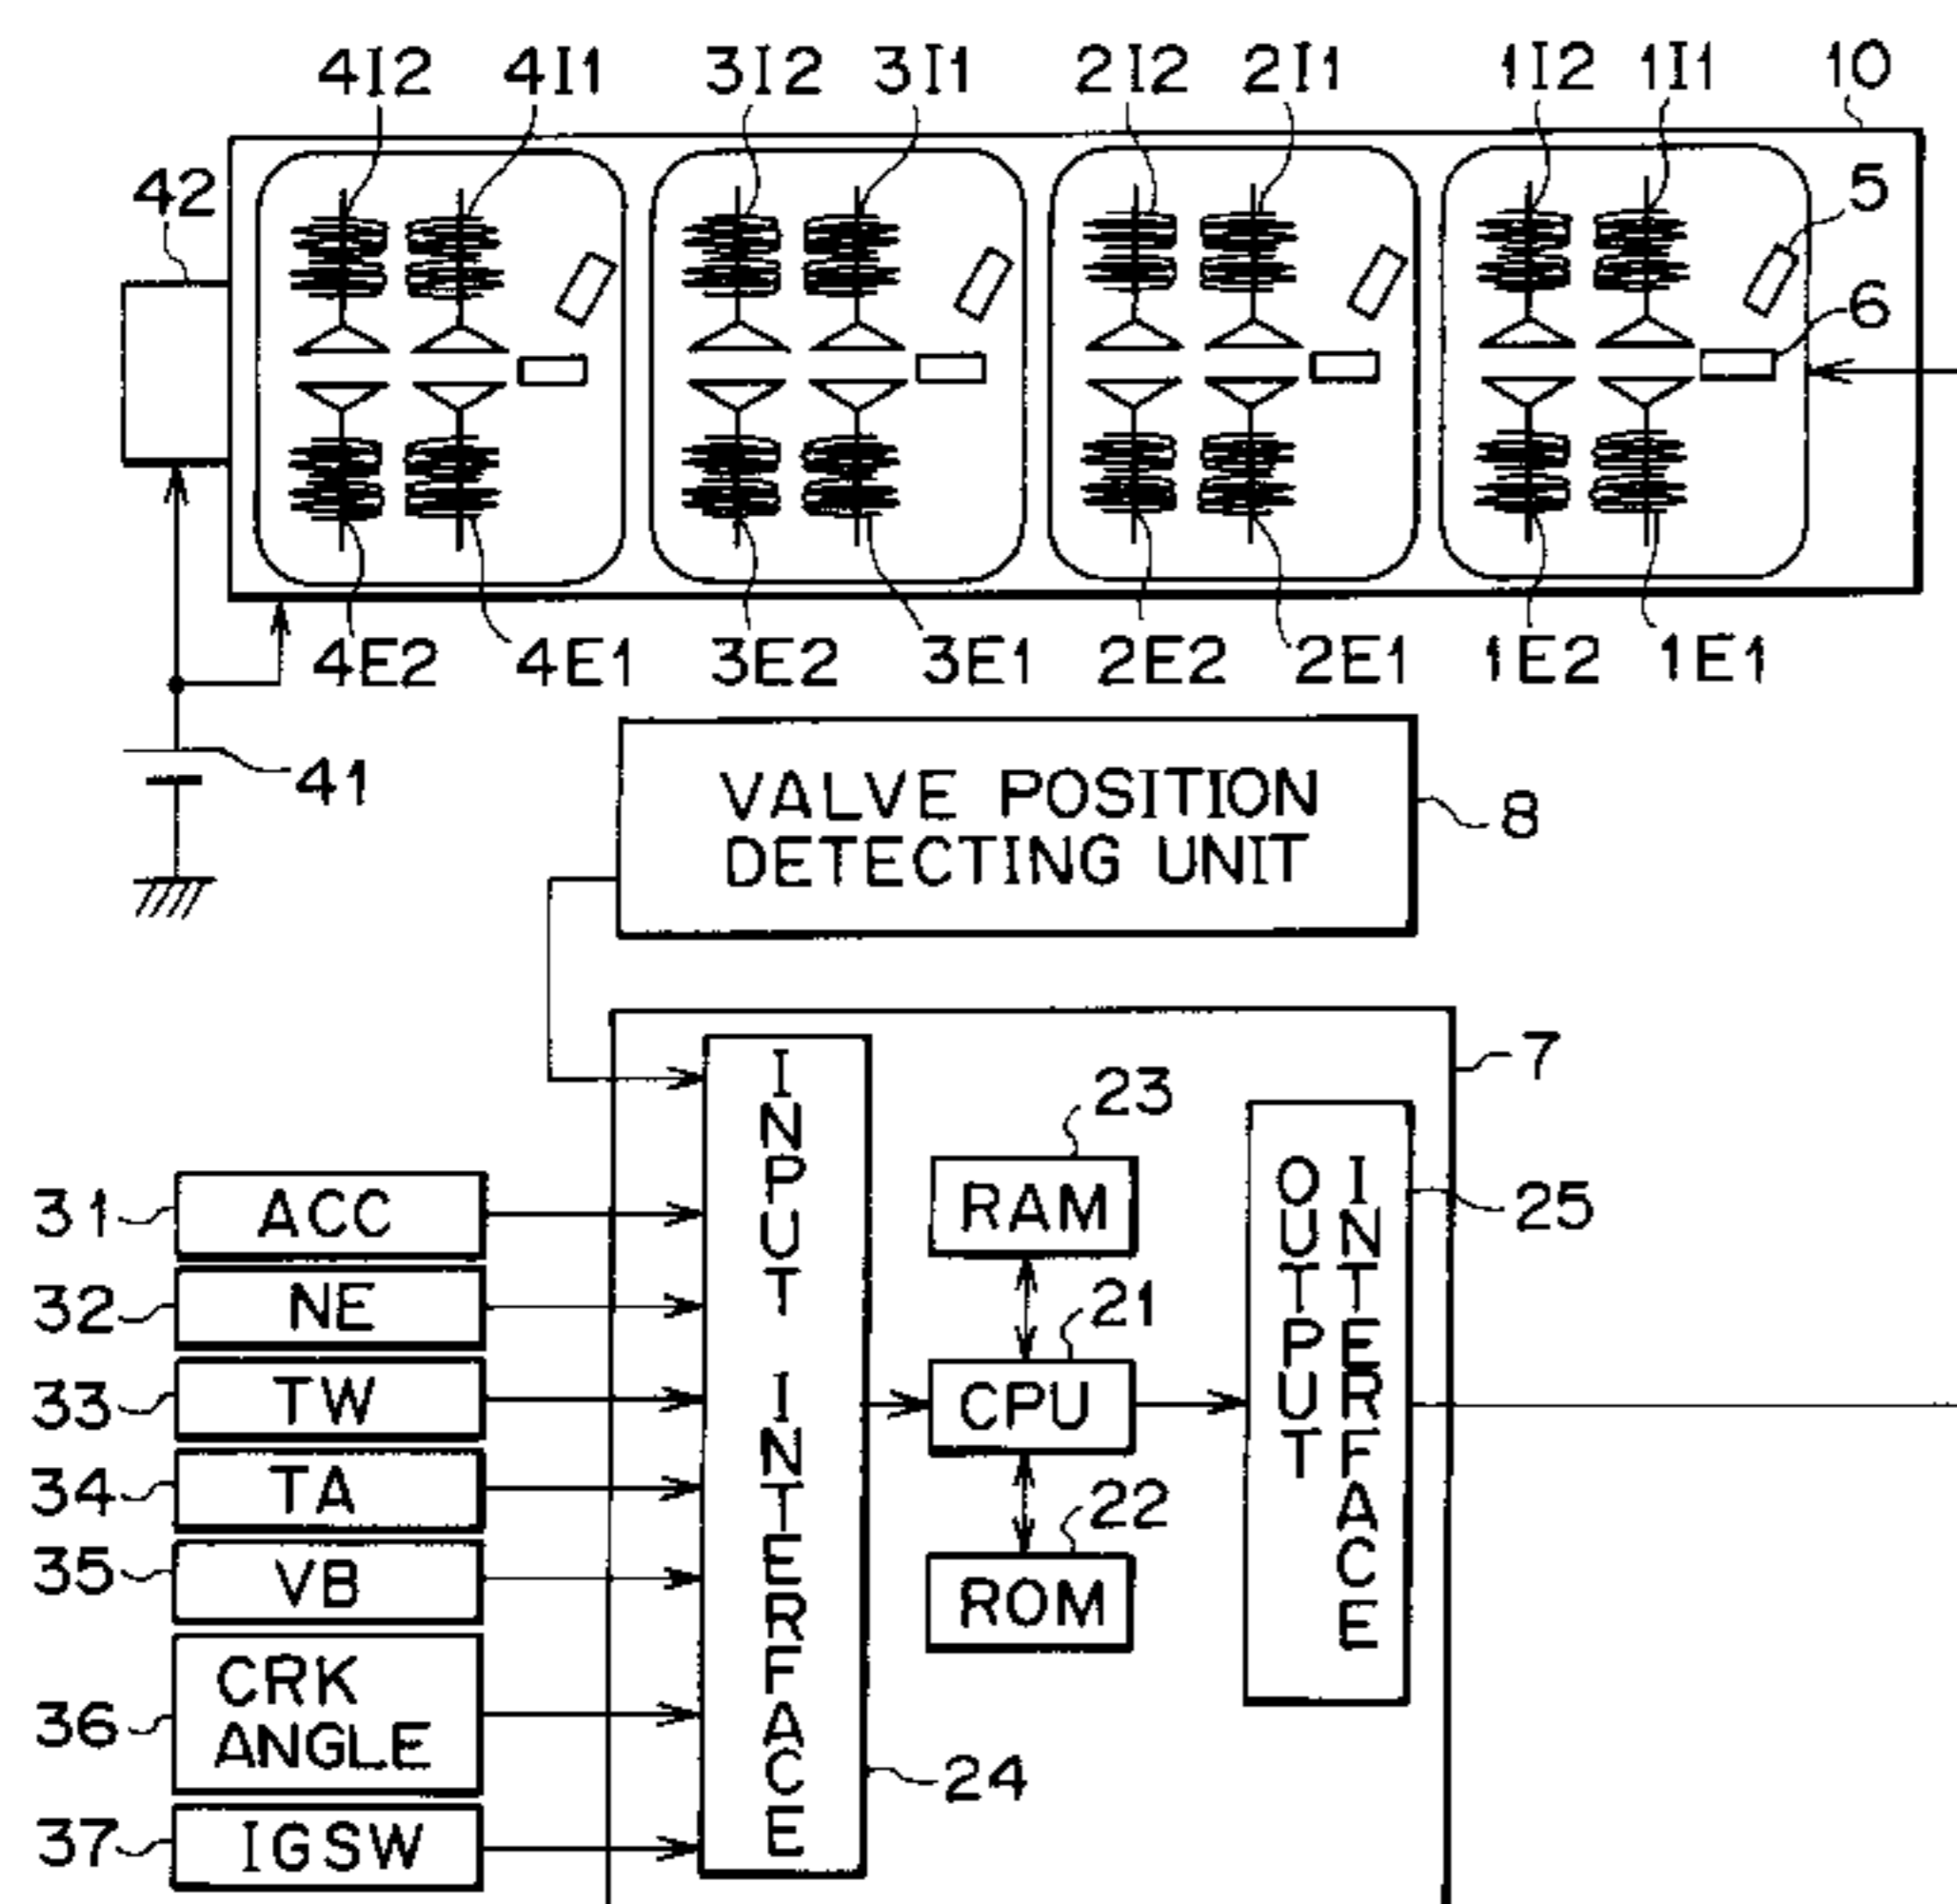 4I2 4I1 3I2 3I1 2I2 2I1 1I2 1I1 10
42
5
6
4E2 4E1 3E2 3E1 2E2 2E1 1E2 1E1
41
VALVE POSITION
DETECTING UNIT
8
7
INPUT INTERFACE
23
RAM
OUTPUT
INTERFACE
25
31 ACC
32 NE
21
CPU
33 TW
34 TA
22
ROM
35 VB
36
CRK
ANGLE
24
37 IGSW